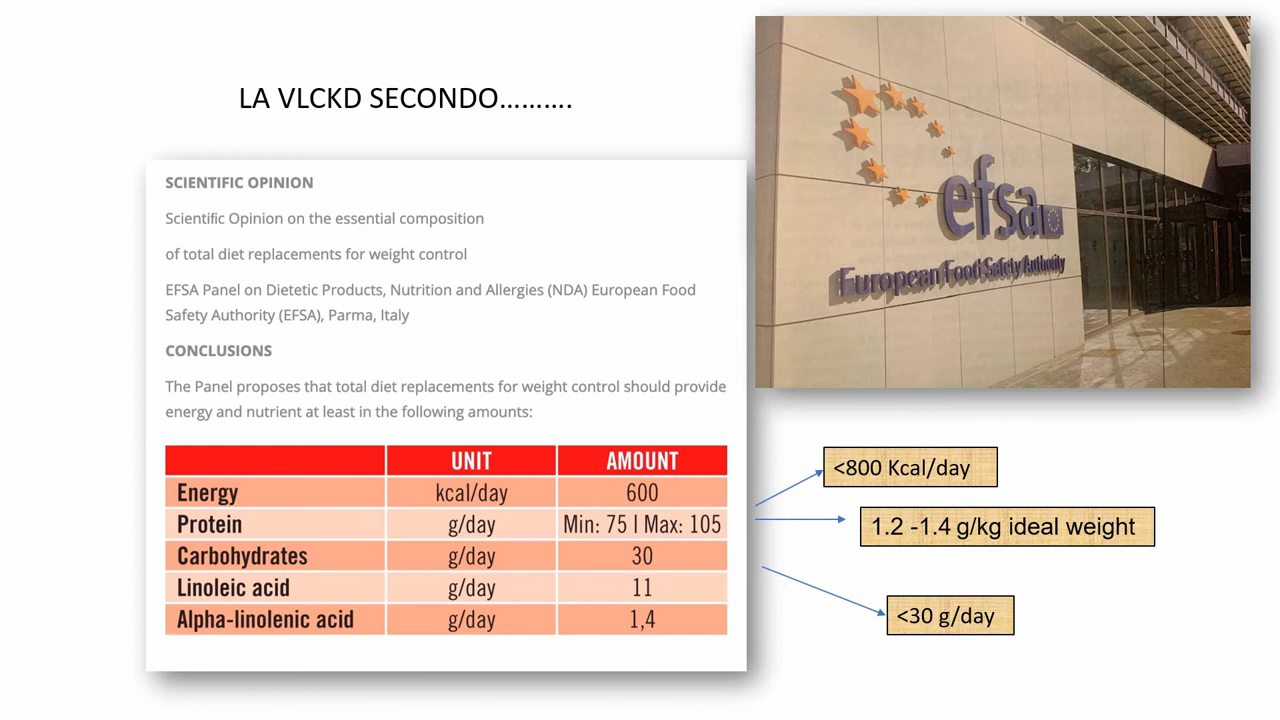 LA VLCKD SECONDO……….
SCIENTIFIC OPINION
Scientific Opinion on the essential composition
of total diet replacements for weight control
EFSA Panel on Dietetic Products, Nutrition and Allergies (NDA) European Food
Safety Authority (EFSA), Parma, Italy
CONCLUSIONS
The Panel proposes that total diet replacements for weight control should provide
energy and nutrient at least in the following amounts:
UNIT AMOUNT
Energy kcal/day 600
Protein g/day Min: 75 | Max: 105
Carbohydrates g/day 30
Linoleic acid g/day 11
Alpha-linolenic acid g/day 1,4
efsa
European Food Safety Authority
<800 Kcal/day
1.2 -1.4 g/kg ideal weight
<30 g/day